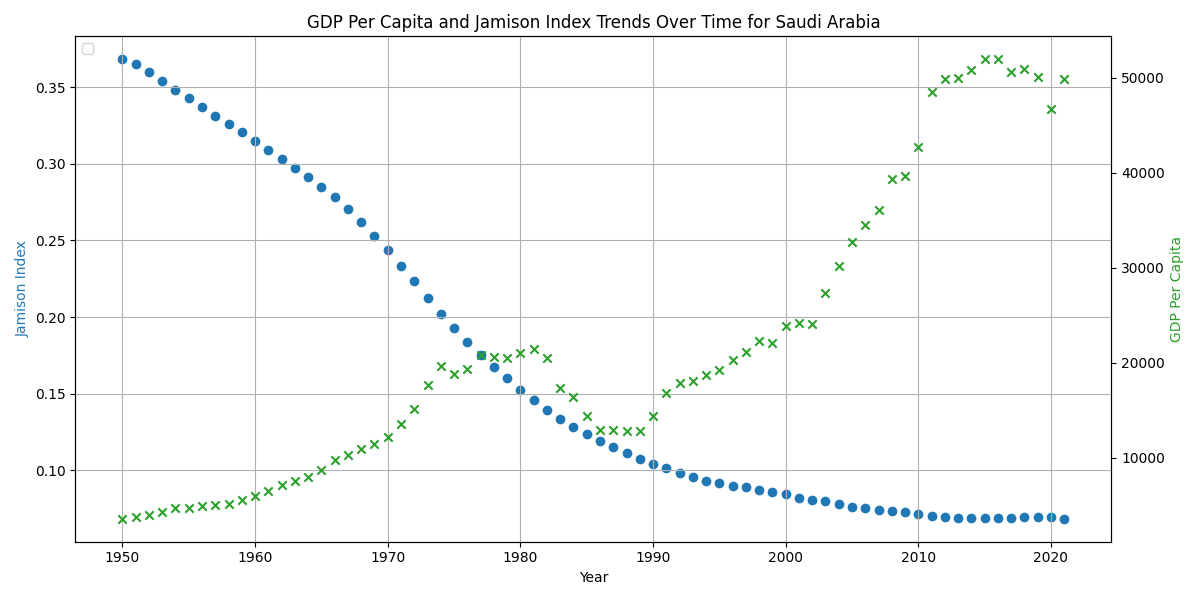 GDP Per Capita and Jamison Index Trends Over Time for Saudi Arabia
Jamison Index
0.35
0.30
0.25
0.20
0.15
0.10
50000
40000
30000
20000
10000
GDP Per Capita
1950 1960 1970 1980 1990 2000 2010 2020
Year